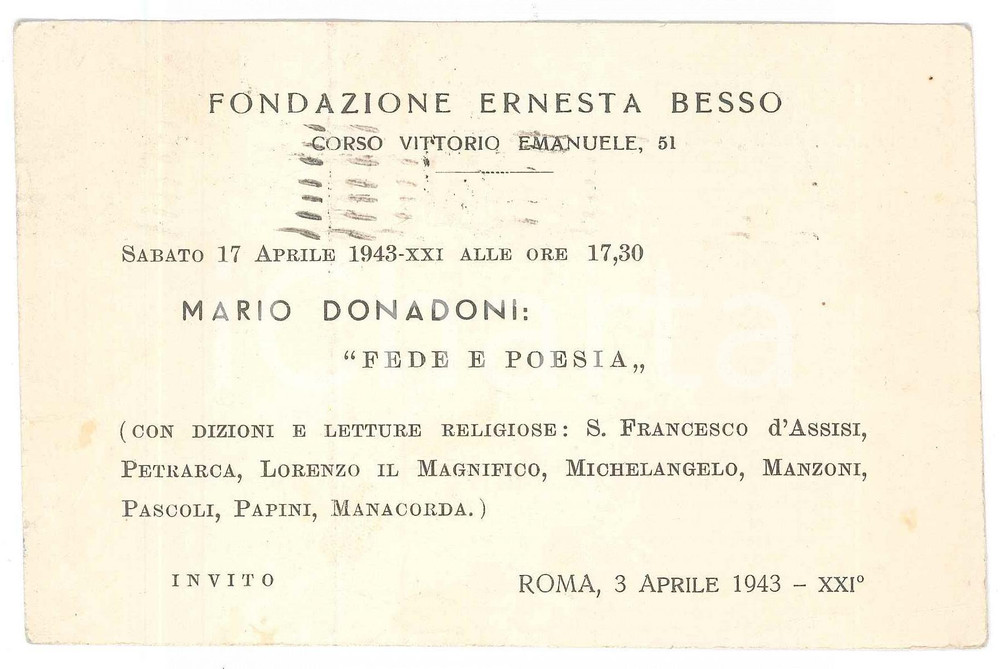 FONDAZIONE ERNESTA BESSO
CORSO VITTORIO EMANUELE, 51
SABATO 17 APRILE 1943-XXI ALLE ORE 17,30
MARIO DONADONI:
“FEDE E POESIA„
(CON DIZIONI E LETTURE RELIGIOSE: S. FRANCESCO d'ASSISI,
PETRARCA, LORENZO IL MAGNIFICO, MICHELANGELO, MANZONI,
PASCOLI, PAPINI, MANACORDA.)
INVITO
ROMA, 3 APRILE 1943 – XXIº